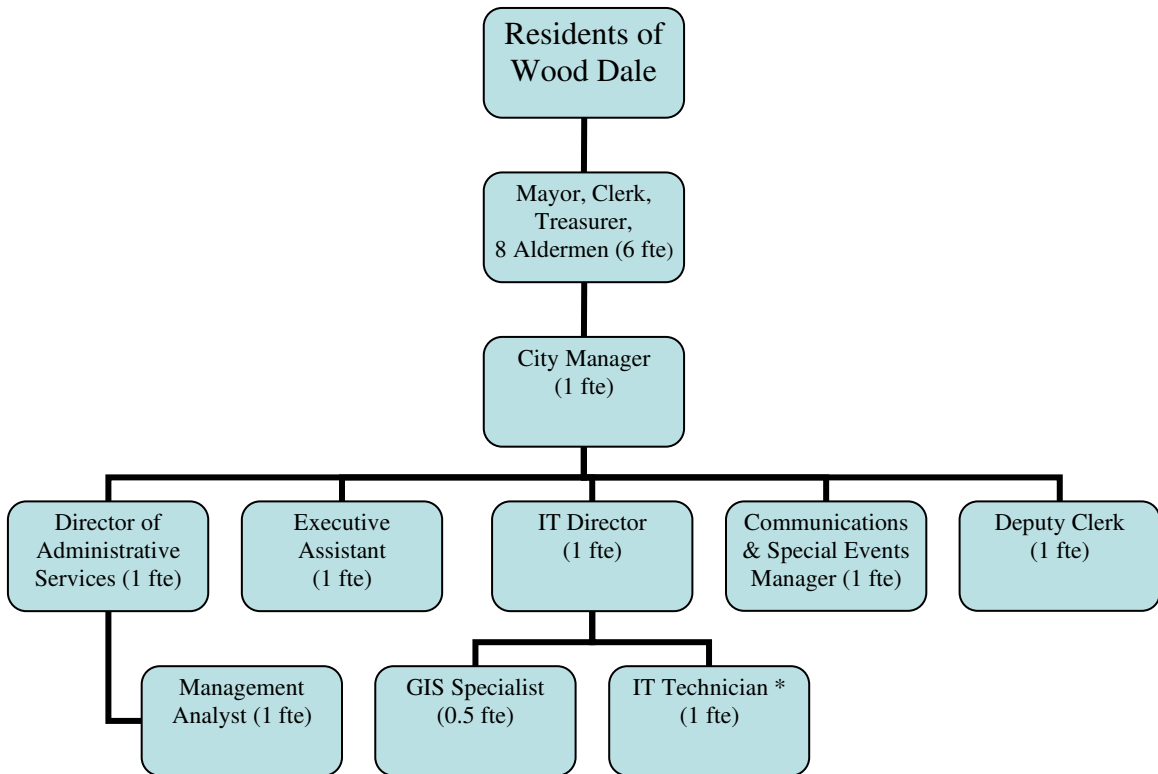 Residents of
Wood Dale
Mayor, Clerk,
Treasurer,
8 Aldermen (6 fte)
City Manager
(1 fte)
Director of
Administrative
Services (1 fte)
Executive
Assistant
(1 fte)
IT Director
(1 fte)
Communications
& Special Events
Manager (1 fte)
Deputy Clerk
(1 fte)
Management
Analyst (1 fte)
GIS Specialist
(0.5 fte)
IT Technician *
(1 fte)